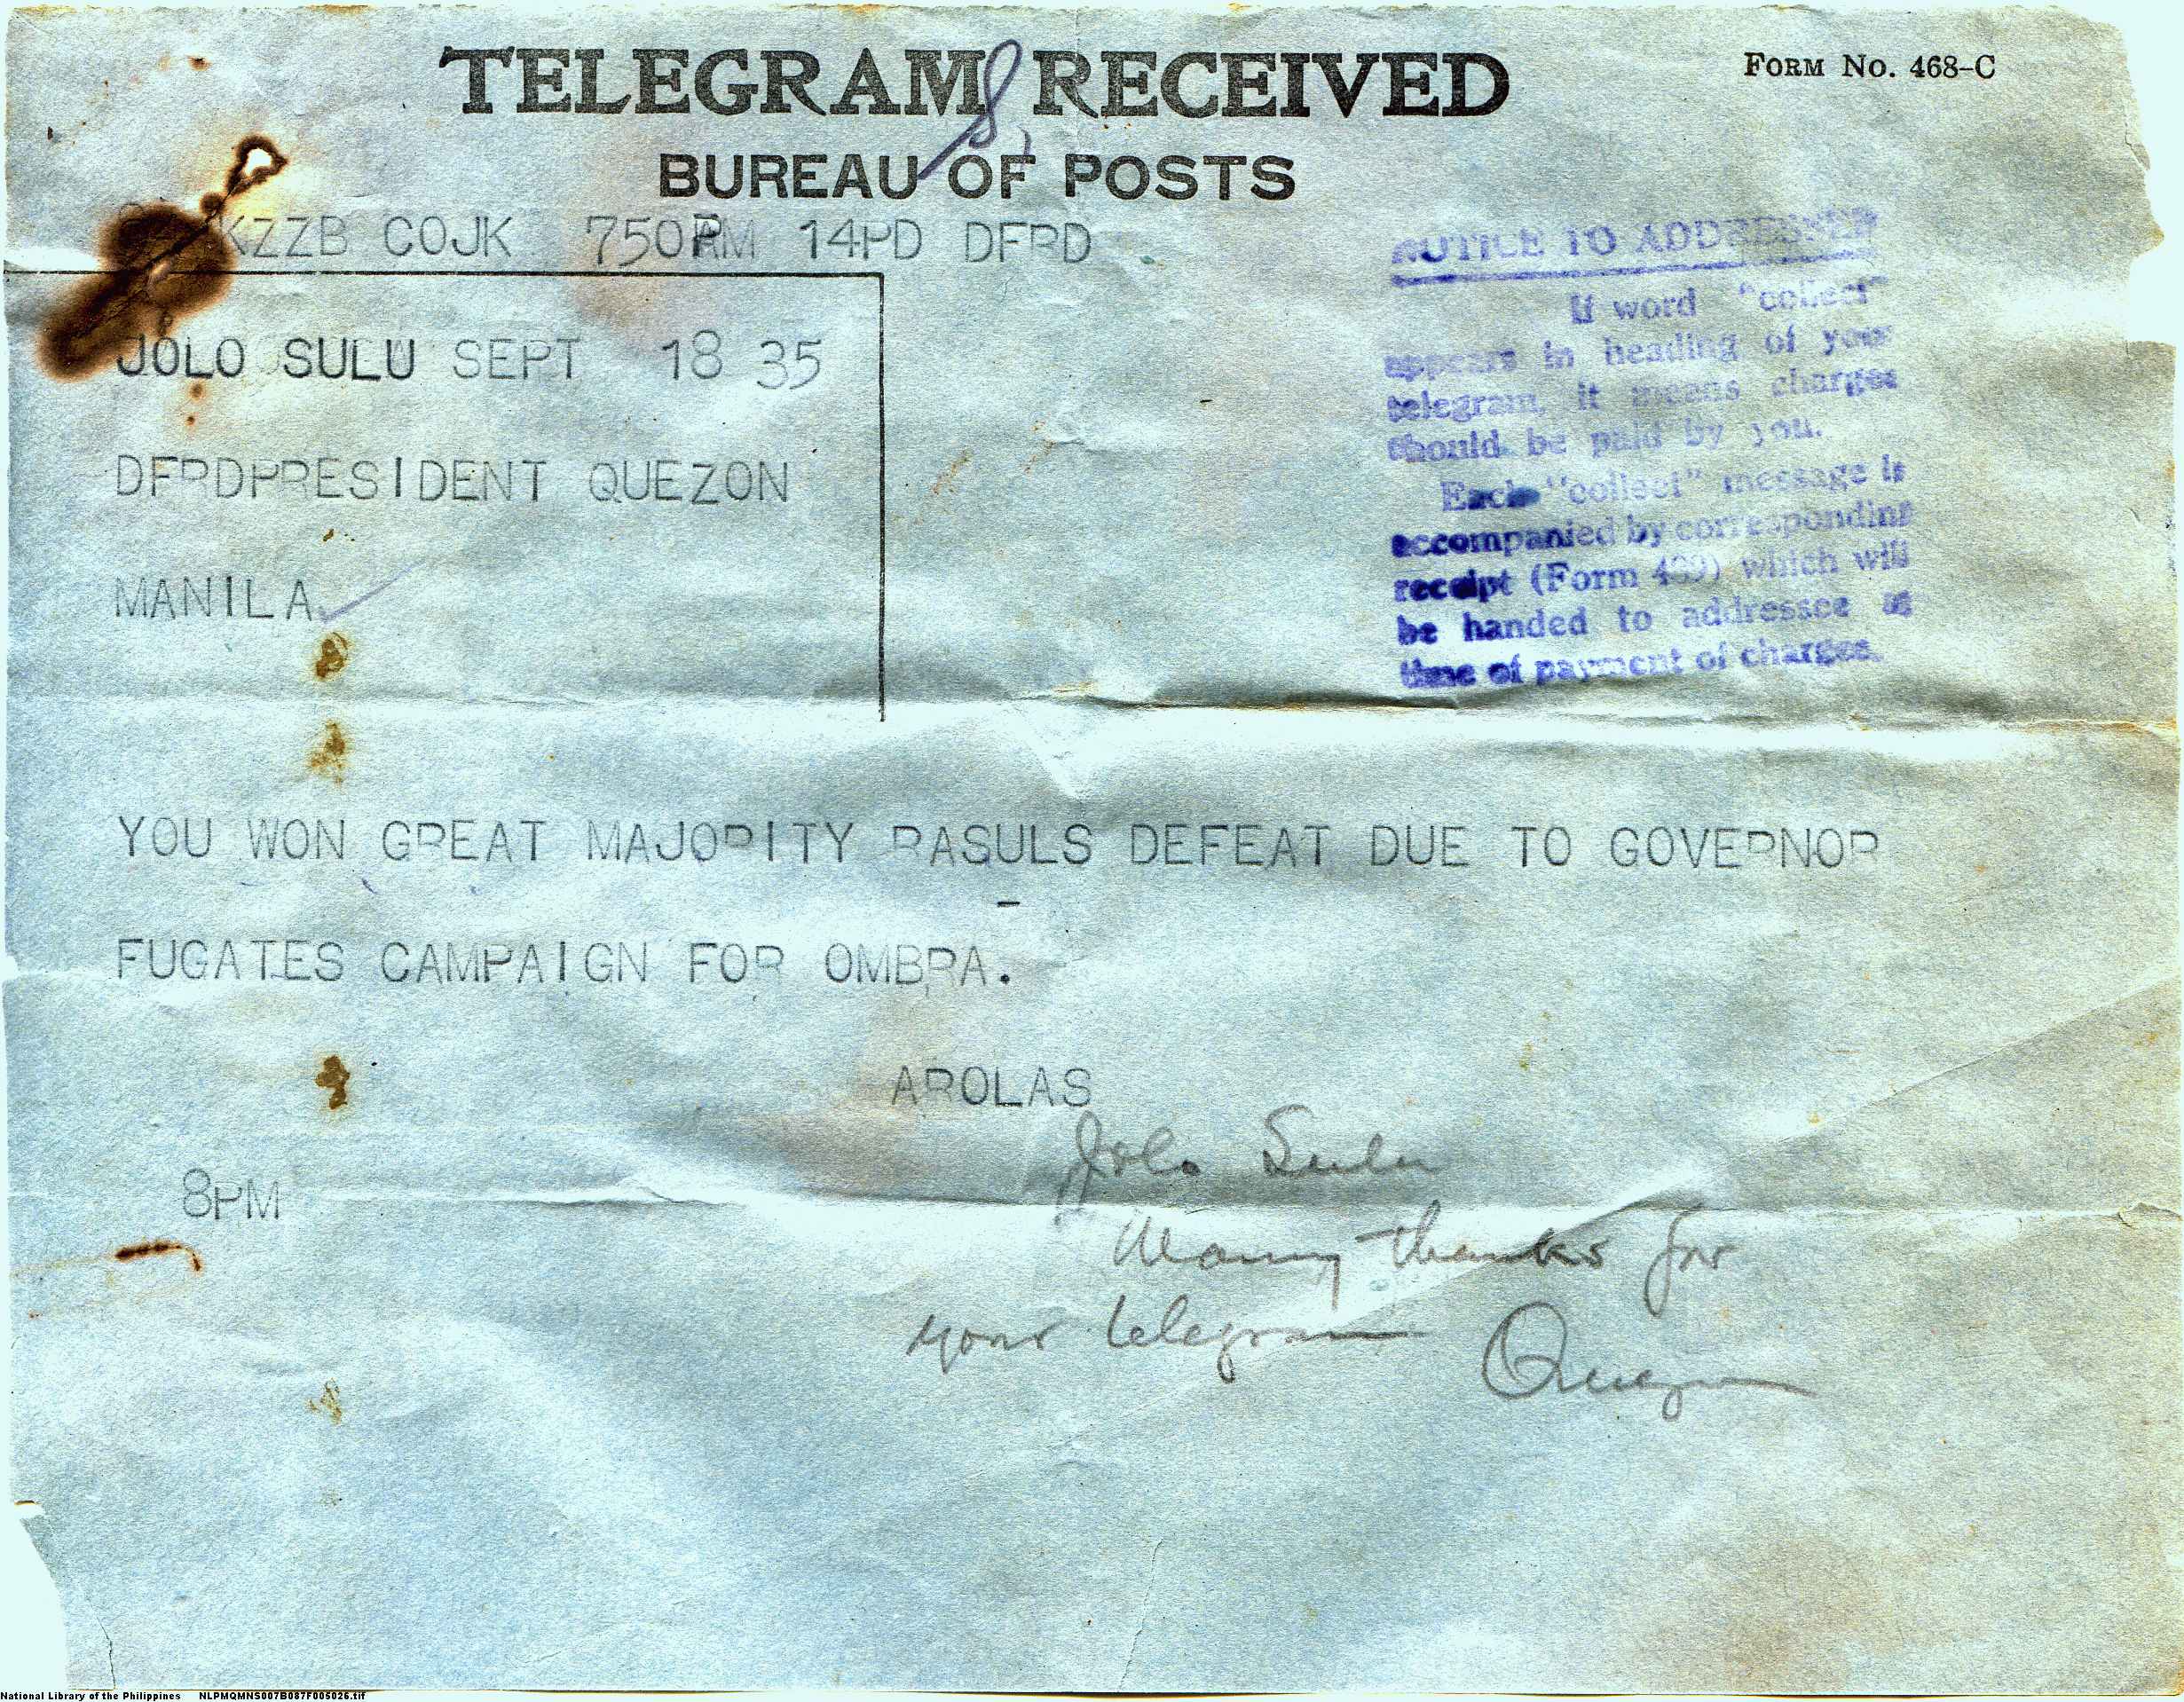 TELEGRAM RECEIVED
FORM NO. 468-C
BUREAU OF POSTS
KZZB COJK 750PM 14PD DFRD
JOLO SULU SEPT 18 35
DFRDPRESIDENT QUEZON
MANILA
NOTICE TO ADDRESSEE
If word "collect"
appears in heading of your
telegram, it means charges
should be paid by you.
Each "collect" message is
accompanied by corresponding
receipt (Form 409) which will
be handed to addressee at
time of payment of charges.
YOU WON GREAT MAJORITY RASULS DEFEAT DUE TO GOVERNOR
FUGATES CAMPAIGN FOR OMBRA.
AROLAS
8PM
Jolo Sulu
Many thanks for
your telegram
Quezon
National Library of the Philippines NLPMQMNS007B087F005026.tif